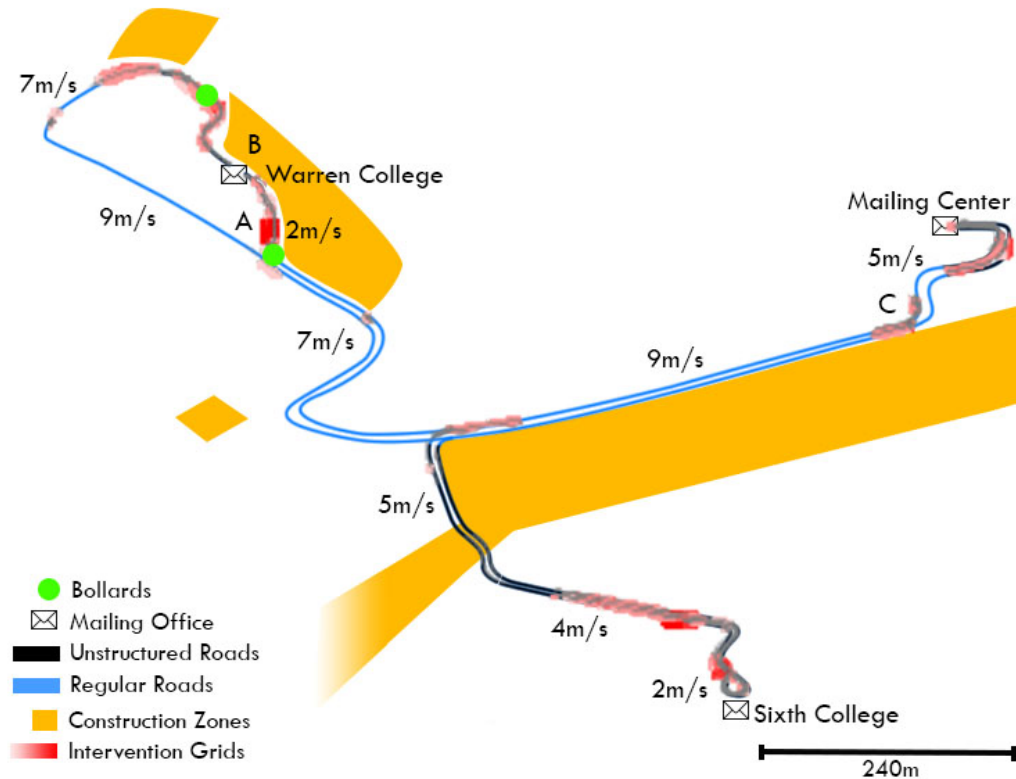 7m/s
B
Warren College
9m/s
A
2m/s
Mailing Center
5m/s
C
7m/s
9m/s
5m/s
4m/s
2m/s
Sixth College
Bollards
Mailing Office
Unstructured Roads
Regular Roads
Construction Zones
Intervention Grids
240m